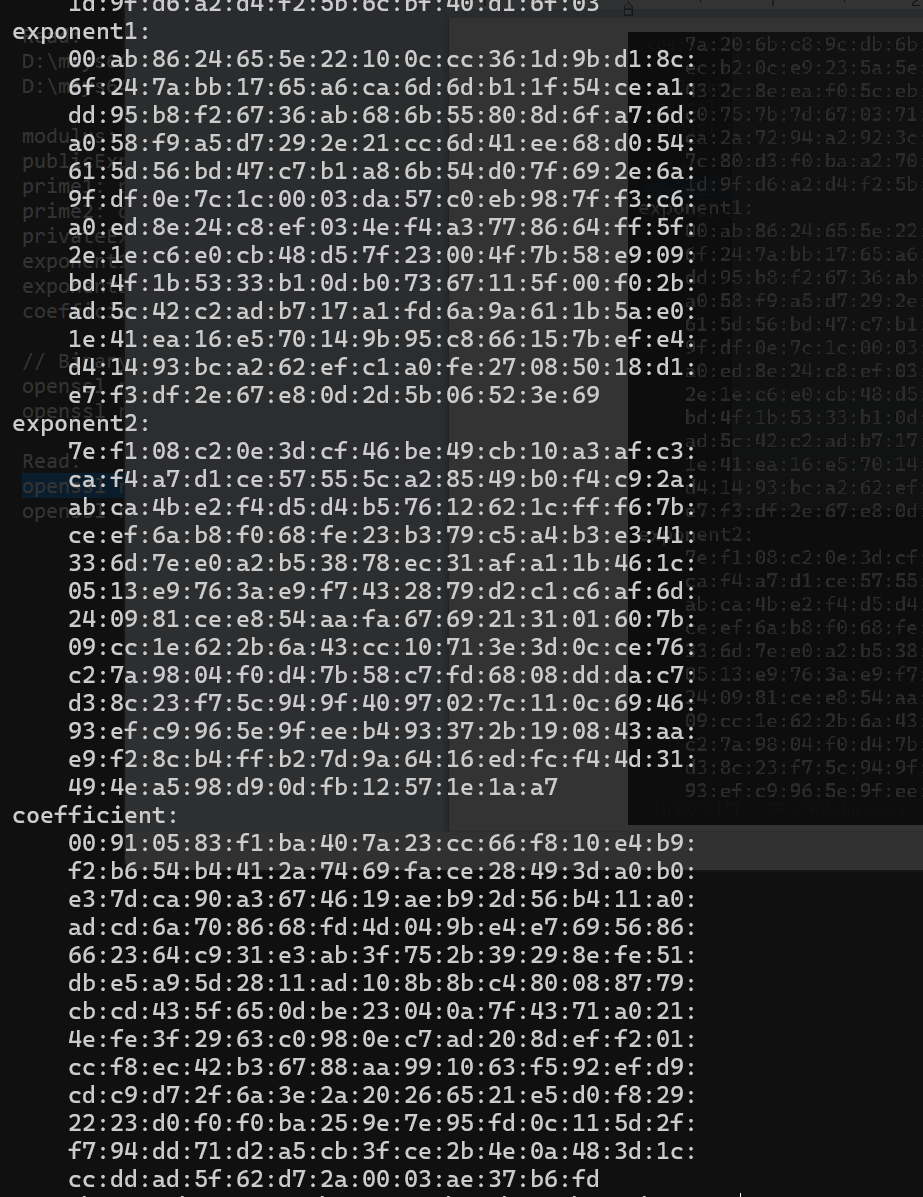 1d:9f:d6:a2:d4:f2:5b:6c:bf:40:d1:6f:03
exponent1:
00:ab:86:24:65:5e:22:10:0c:cc:36:1d:9b:d1:8c:
6f:24:7a:bb:17:65:a6:ca:6d:6d:b1:1f:54:ce:a1:
dd:95:b8:f2:67:36:ab:68:6b:55:80:8d:6f:a7:6d:
a0:58:f9:a5:d7:29:2e:21:cc:6d:41:ee:68:d0:54:
61:5d:56:bd:47:c7:b1:a8:6b:54:d0:7f:69:2e:6a:
9f:df:0e:7c:1c:00:03:da:57:c0:eb:98:7f:f3:c6:
a0:ed:8e:24:c8:ef:03:4e:f4:a3:77:86:64:ff:5f:
2e:1e:c6:e0:cb:48:d5:7f:23:00:4f:7b:58:e9:09:
bd:4f:1b:53:33:b1:0d:b0:73:67:11:5f:00:f0:2b:
ad:5c:42:c2:ad:b7:17:a1:fd:6a:9a:61:1b:5a:e0:
1e:41:ea:16:e5:70:14:9b:95:c8:66:15:7b:ef:e4:
d4:14:93:bc:a2:62:ef:c1:a0:fe:27:08:50:18:d1:
e7:f3:df:2e:67:e8:0d:2d:5b:06:52:3e:69
exponent2:
7e:f1:08:c2:0e:3d:cf:46:be:49:cb:10:a3:af:c3:
ca:f4:a7:d1:ce:57:55:5c:a2:85:49:b0:f4:c9:2a:
ab:ca:4b:e2:f4:d5:d4:b5:76:12:62:1c:ff:f6:7b:
ce:ef:6a:b8:f0:68:fe:23:b3:79:c5:a4:b3:e3:41:
33:6d:7e:e0:a2:b5:38:78:ec:31:af:a1:1b:46:1c:
05:13:e9:76:3a:e9:f7:43:28:79:d2:c1:c6:af:6d:
24:09:81:ce:e8:54:aa:fa:67:69:21:31:01:60:7b:
09:cc:1e:62:2b:6a:43:cc:10:71:3e:3d:0c:ce:76:
c2:7a:98:04:f0:d4:7b:58:c7:fd:68:08:dd:da:c7:
d3:8c:23:f7:5c:94:9f:40:97:02:7c:11:0c:69:46:
93:ef:c9:96:5e:9f:ee:b4:93:37:2b:19:08:43:aa:
e9:f2:8c:b4:ff:b2:7d:9a:64:16:ed:fc:f4:4d:31:
49:4e:a5:98:d9:0d:fb:12:57:1e:1a:a7
coefficient:
00:91:05:83:f1:ba:40:7a:23:cc:66:f8:10:e4:b9:
f2:b6:54:b4:41:2a:74:69:fa:ce:28:49:3d:a0:b0:
e3:7d:ca:90:a3:67:46:19:ae:b9:2d:56:b4:11:a0:
ad:cd:6a:70:86:68:fd:4d:04:9b:e4:e7:69:56:86:
66:23:64:c9:31:e3:ab:3f:75:2b:39:29:8e:fe:51:
db:e5:a9:5d:28:11:ad:10:8b:8b:c4:80:08:87:79:
cb:cd:43:5f:65:0d:be:23:04:0a:7f:43:71:a0:21:
4e:fe:3f:29:63:c0:98:0e:c7:ad:20:8d:ef:f2:01:
cc:f8:ec:42:b3:67:88:aa:99:10:63:f5:92:ef:d9:
cd:c9:d7:2f:6a:3e:2a:20:26:65:21:e5:d0:f8:29:
22:23:d0:f0:f0:ba:25:9e:7e:95:fd:0c:11:5d:2f:
f7:94:dd:71:d2:a5:cb:3f:ce:2b:4e:0a:48:3d:1c:
cc:dd:ad:5f:62:d7:2a:00:03:ae:37:b6:fd